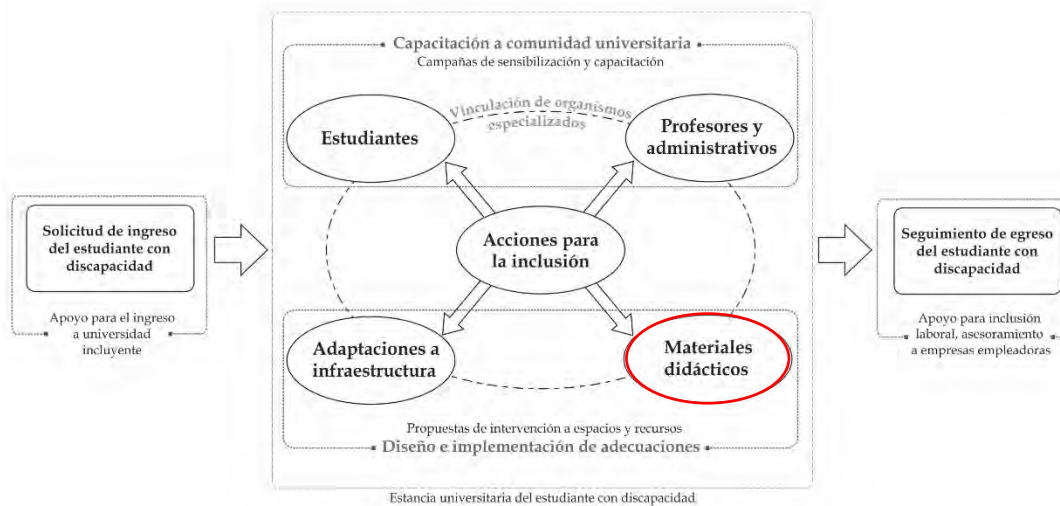 Capacitación a comunidad universitaria
Campañas de sensibilización y capacitación
Vinculación de organismos
especializados
Estudiantes
Profesores y
administrativos
Solicitud de ingreso
del estudiante con
discapacidad
Apoyo para el ingreso
a universidad
incluyente
Acciones para
la inclusión
Seguimiento de egreso
del estudiante con
discapacidad
Apoyo para inclusión
laboral, asesoramiento
a empresas empleadoras
Adaptaciones a
infraestructura
Materiales
didácticos
Propuestas de intervención a espacios y recursos
Diseño e implementación de adecuaciones
Estancia universitaria del estudiante con discapacidad